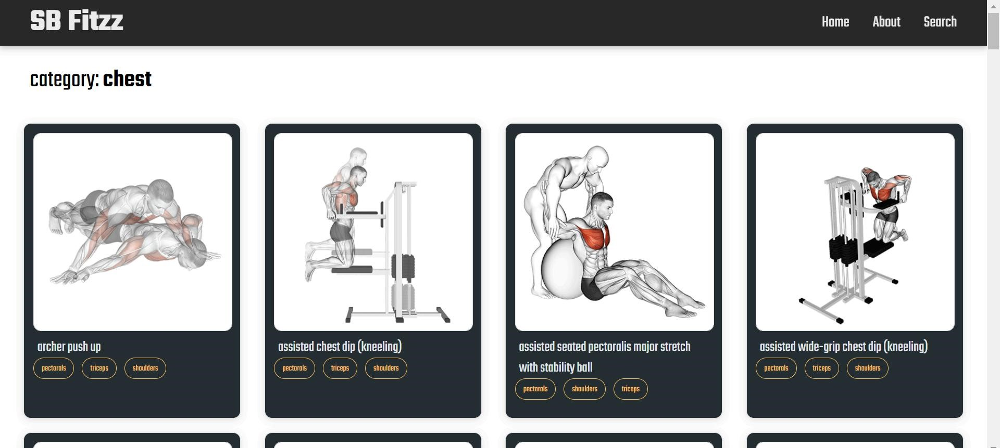 SB Fitzz
Home About Search
category: chest
archer push up
pectorals triceps shoulders
assisted chest dip (kneeling)
pectorals triceps shoulders
assisted seated pectoralis major stretch
with stability ball
pectorals shoulders triceps
assisted wide-grip chest dip (kneeling)
pectorals triceps shoulders